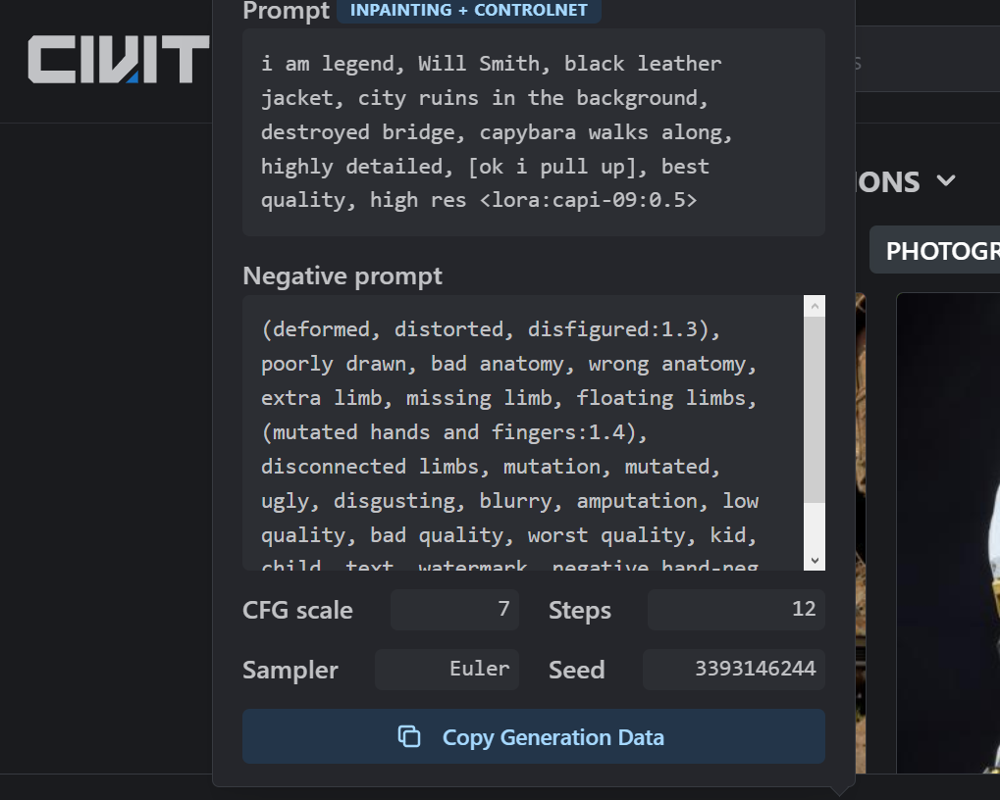 Prompt INPAINTING + CONTROLNET
CIVIT
i am legend, Will Smith, black leather
jacket, city ruins in the background,
destroyed bridge, capybara walks along,
highly detailed, [ok i pull up], best
quality, high res <lora:capi-09:0.5>
Negative prompt
(deformed, distorted, disfigured:1.3),
poorly drawn, bad anatomy, wrong anatomy,
extra limb, missing limb, floating limbs,
(mutated hands and fingers:1.4),
disconnected limbs, mutation, mutated,
ugly, disgusting, blurry, amputation, low
quality, bad quality, worst quality, kid,
child, text, watermark, negative_hand-neg
CFG scale 7 Steps 12
Sampler Euler Seed 3393146244
Copy Generation Data
s
IONS
PHOTOGR